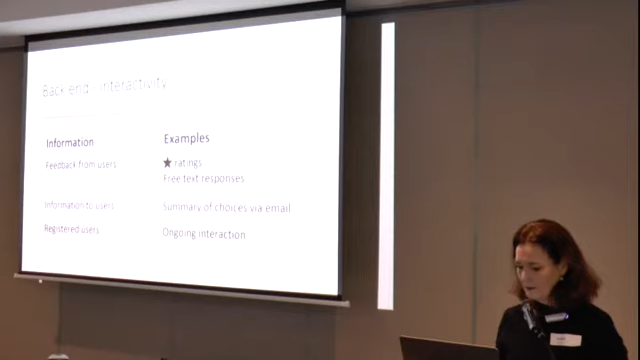 Back end: interactivity
Information Examples
Feedback from users ★ ratings
Free text responses
Information to users Summary of choices via email
Registered users Ongoing interaction